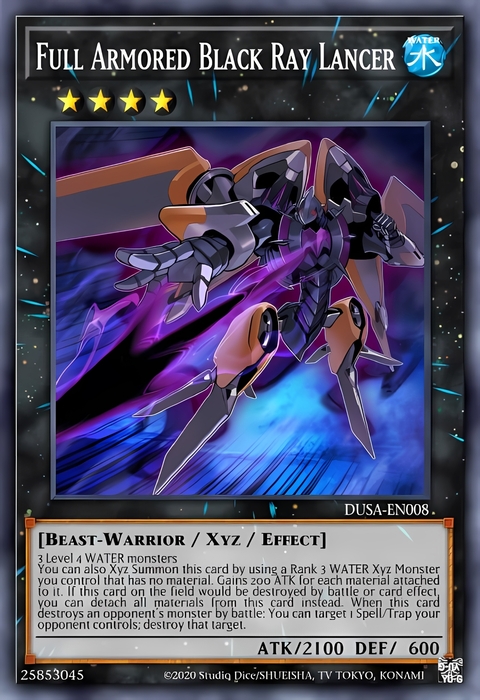 FULL ARMORED BLACK RAY LANCER
WATER
水
DUSA-EN008
[BEAST-WARRIOR / XYZ / EFFECT]
3 Level 4 WATER monsters
You can also Xyz Summon this card by using a Rank 3 WATER Xyz Monster
you control that has no material. Gains 200 ATK for each material attached
to it. If this card on the field would be destroyed by battle or card effect,
you can detach all materials from this card instead. When this card
destroys an opponent's monster by battle: You can target 1 Spell/Trap your
opponent controls; destroy that target.
ATK/2100 DEF/ 600
25853045
©2020 Studio Dice/SHUEISHA, TV TOKYO, KONAMI